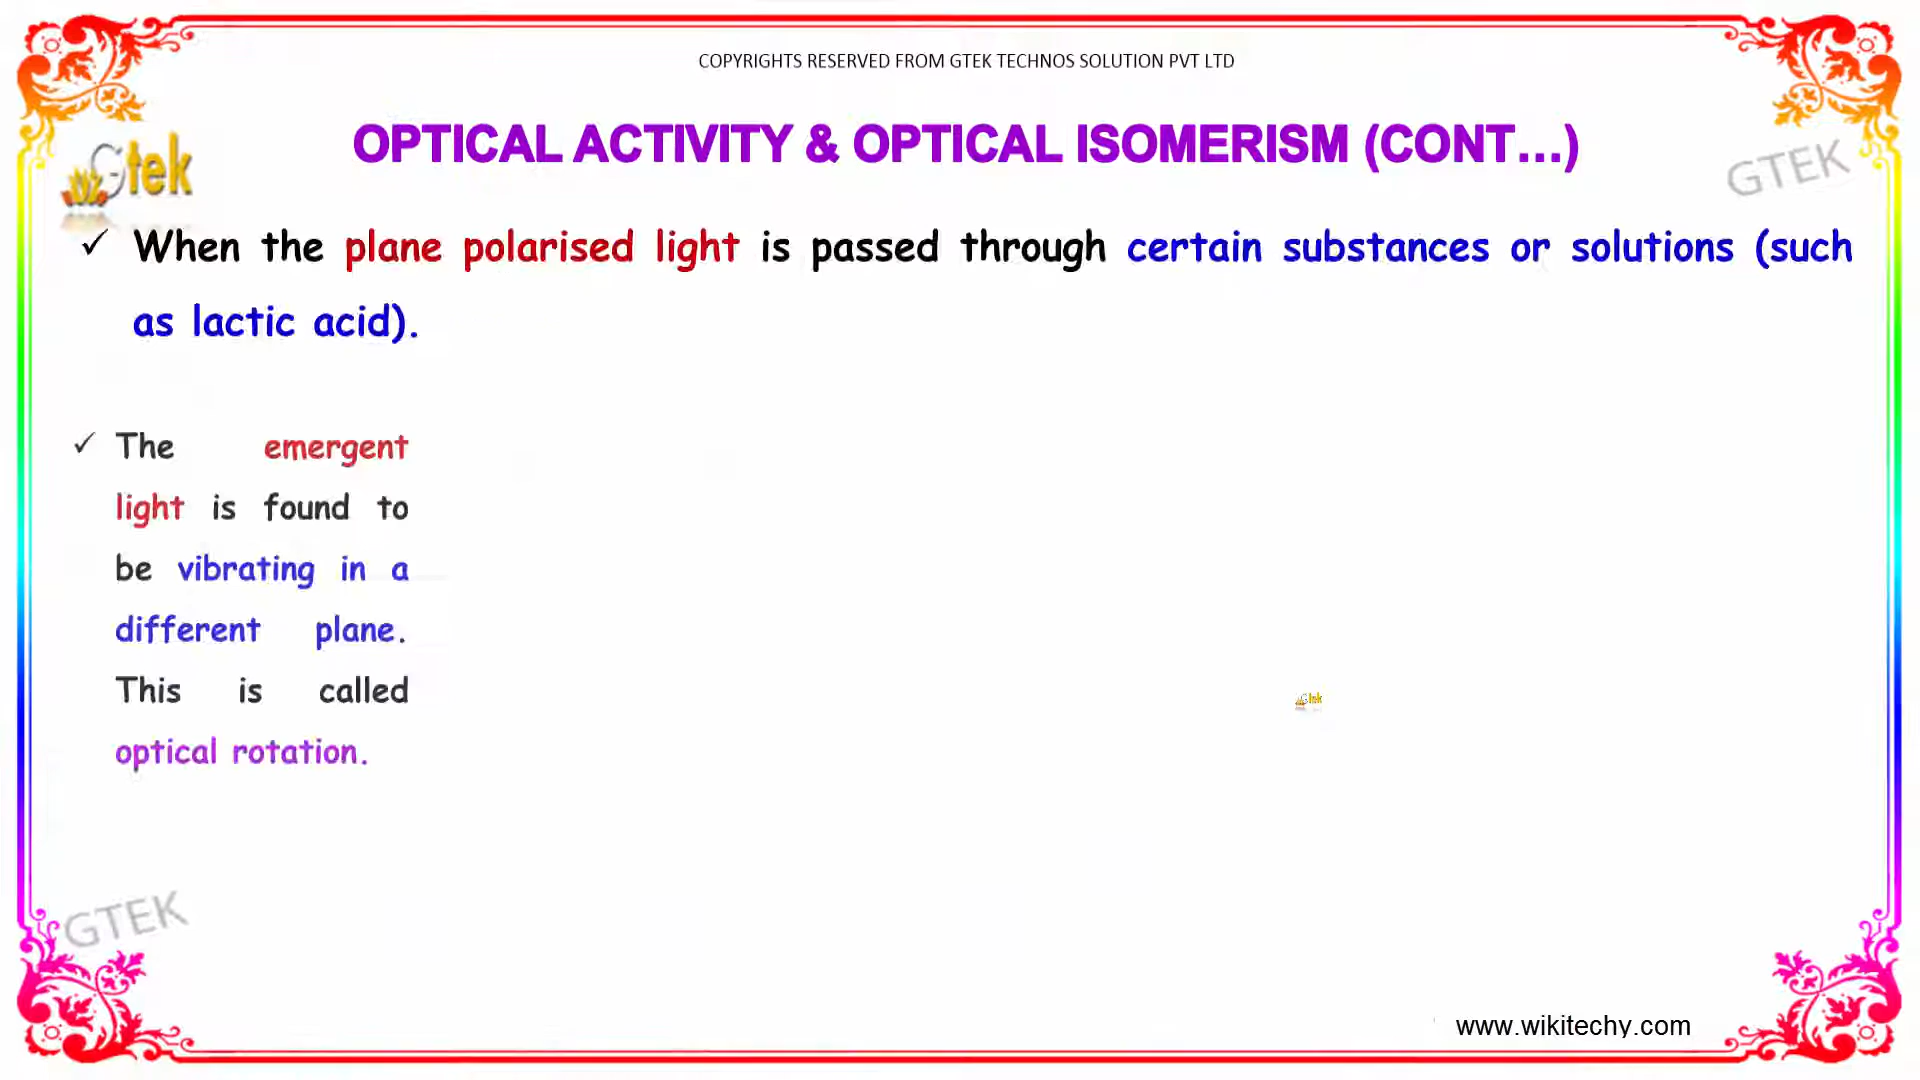 COPYRIGHTS RESERVED FROM GTEK TECHNOS SOLUTION PVT LTD
OPTICAL ACTIVITY & OPTICAL ISOMERISM (CONT...)
Gtek
GTEK
✓ When the plane polarised light is passed through certain substances or solutions (such
as lactic acid).
✓ The emergent
light is found to
be vibrating in a
different plane.
This is called
optical rotation.
Gtek
GTEK
www.wikitechy.com